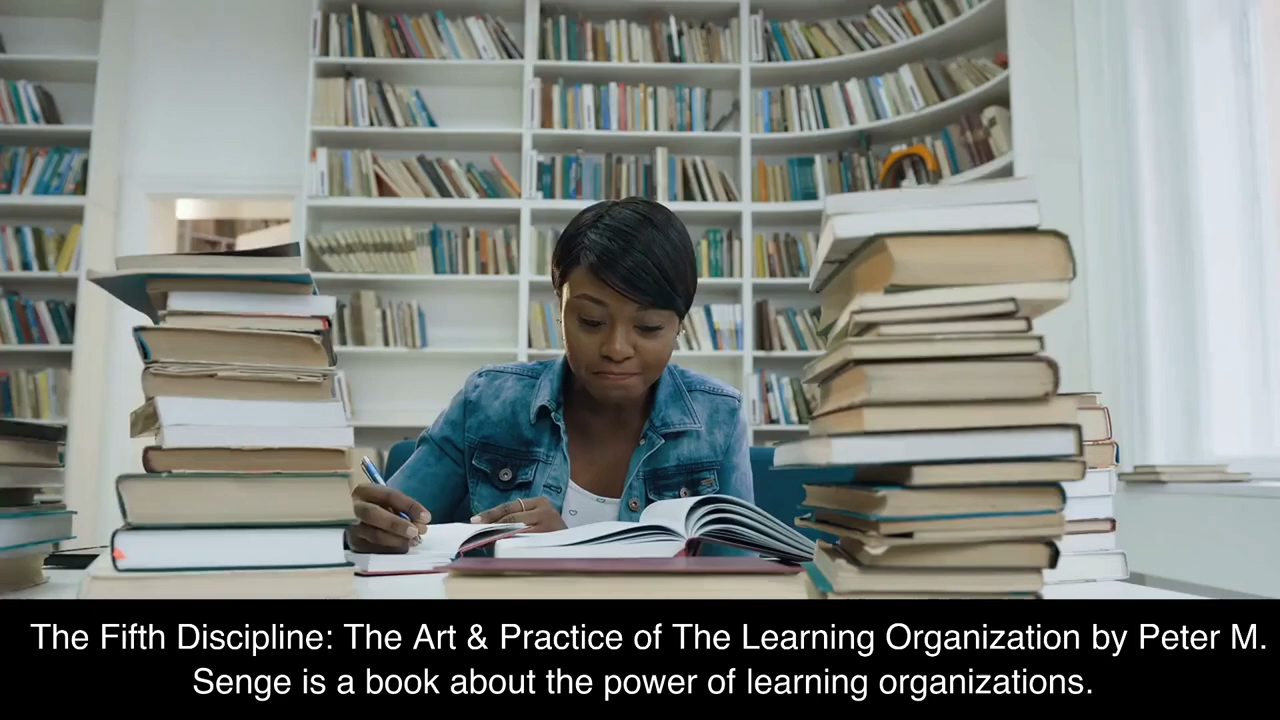 The Fifth Discipline: The Art & Practice of The Learning Organization by Peter M.
Senge is a book about the power of learning organizations.